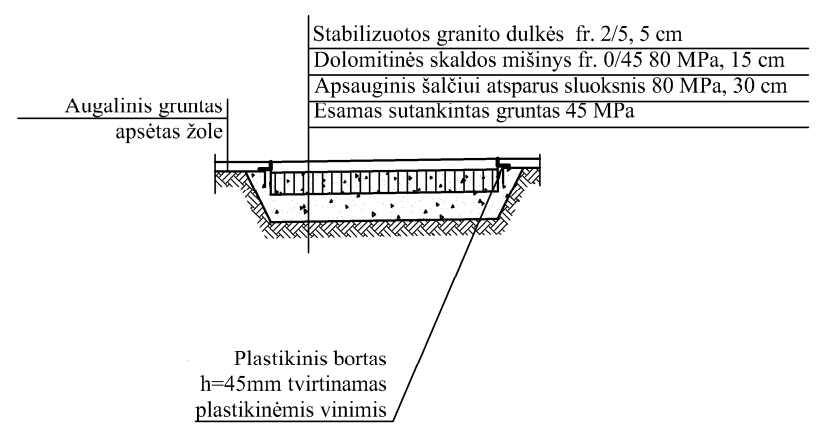 Stabilizuotos granito dulkės fr. 2/5, 5 cm
Dolomitinės skaldos mišinys fr. 0/45 80 MPa, 15 cm
Apsauginis šalčiui atsparus sluoksnis 80 MPa, 30 cm
Esamas sutankintas gruntas 45 MPa
Augalinis gruntas
apsėtas žole
Plastikinis bortas
h=45mm tvirtinamas
plastikinėmis vinimis